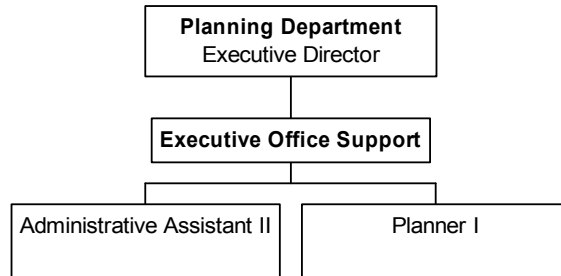 Planning Department
Executive Director
Executive Office Support
Administrative Assistant II
Planner I